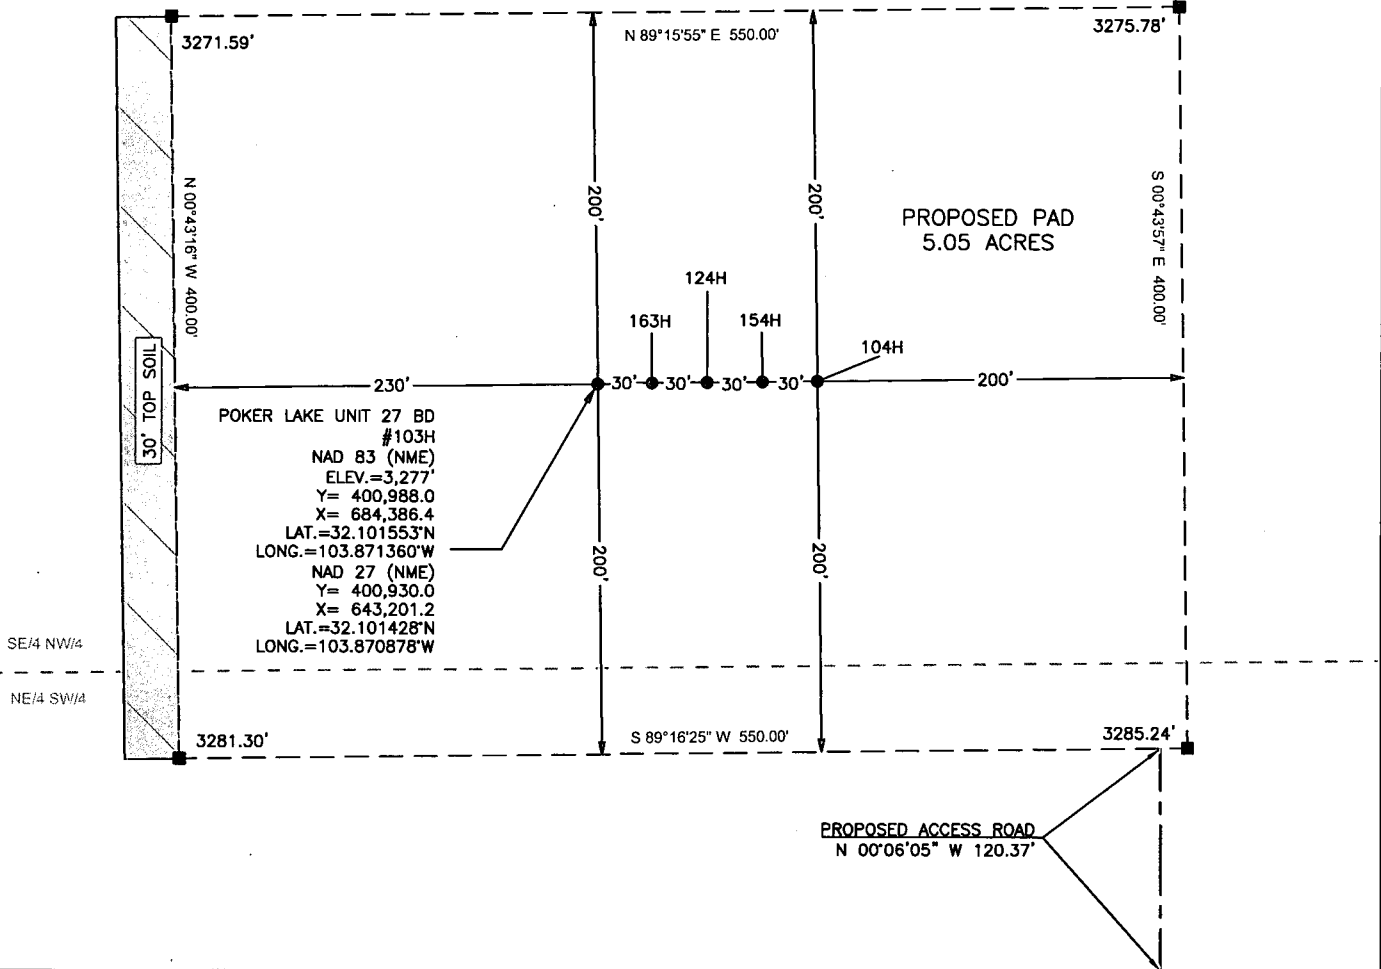 3271.59'
N 89°15'55" E 550.00'
3275.78'
N 00°43'16" W 400.00'
200'
200'
S 00°43'57" E 400.00'
PROPOSED PAD
5.05 ACRES
124H
163H
154H
104H
30' TOP SOIL
230'
30'
30'
30'
30'
200'
POKER LAKE UNIT 27 BD
#103H
NAD 83 (NME)
ELEV.=3,277'
Y= 400,988.0
X= 684,386.4
LAT.=32.101553°N
LONG.=103.871360°W
NAD 27 (NME)
Y= 400,930.0
X= 643,201.2
LAT.=32.101428°N
LONG.=103.870878°W
200'
200'
SE/4 NW/4
NE/4 SW/4
3281.30'
S 89°16'25" W 550.00'
3285.24'
PROPOSED ACCESS ROAD
N 00°06'05" W 120.37'